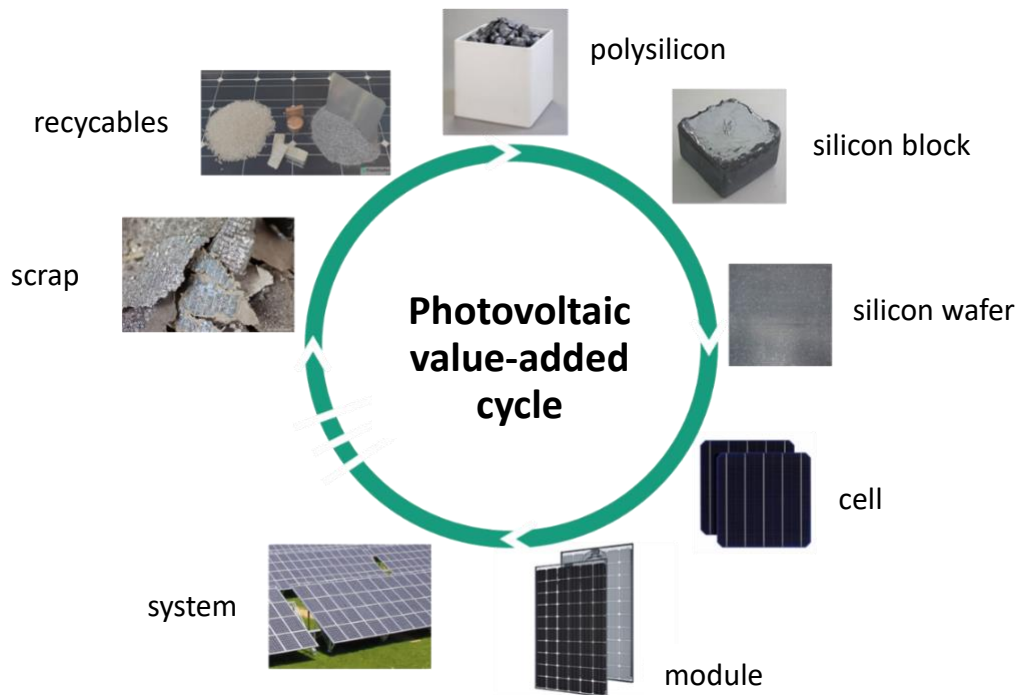 polysilicon
recycables
silicon block
scrap
Photovoltaic
value-added
cycle
silicon wafer
cell
system
module